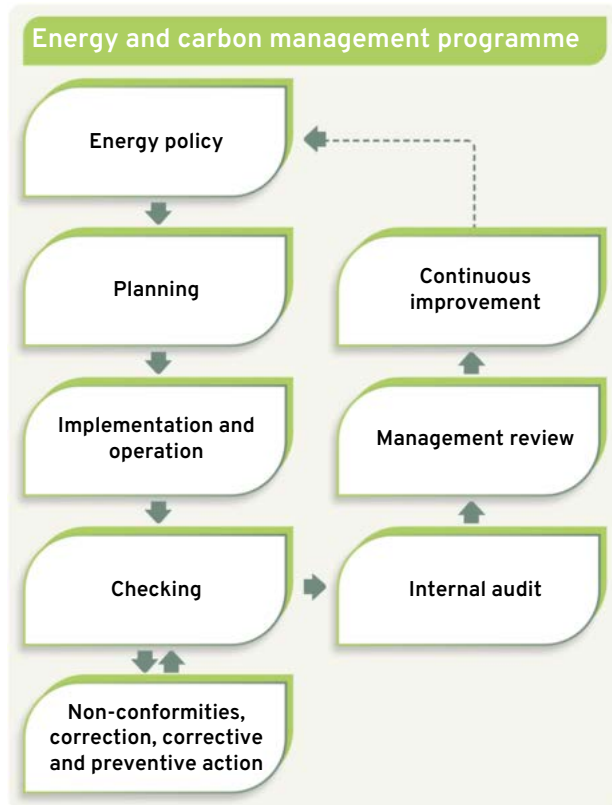 Energy and carbon management programme
Energy policy
Planning
Implementation and
operation
Checking
Non-conformities,
correction, corrective
and preventive action
Internal audit
Management review
Continuous
improvement